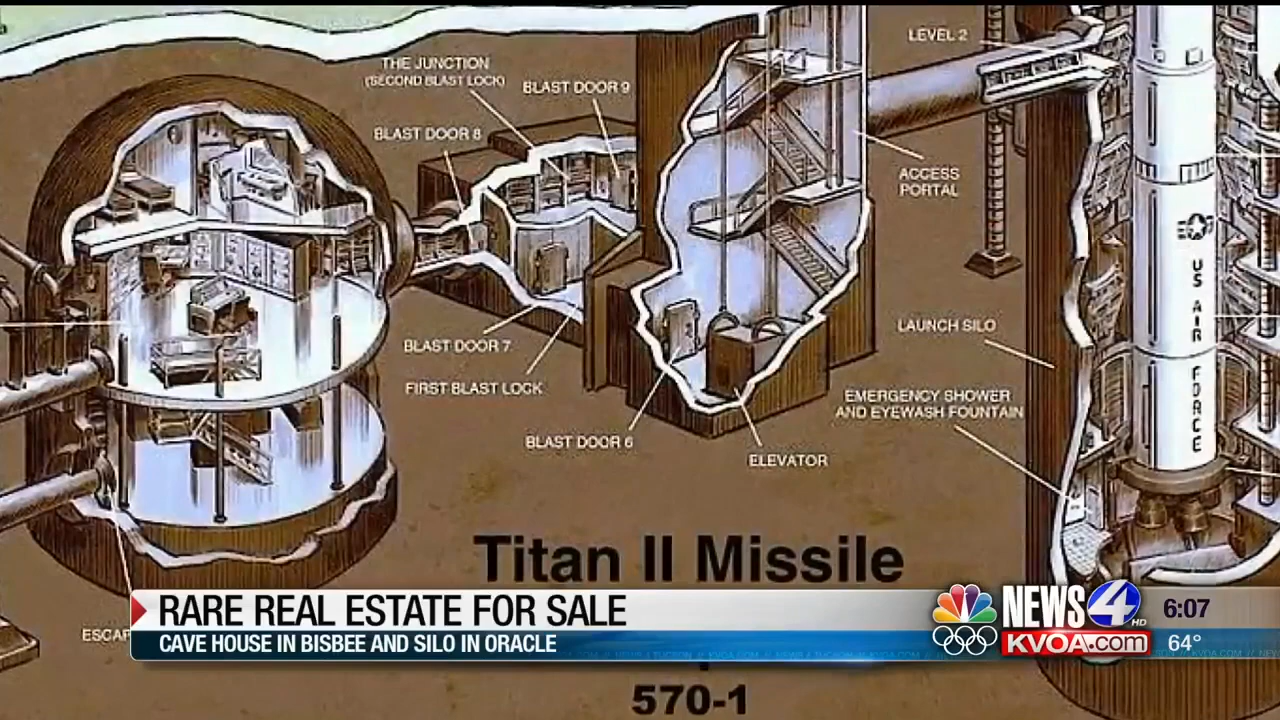 LEVEL 2
THE JUNCTION
(SECOND BLAST LOCK)
BLAST DOOR 9
BLAST DOOR 8
ACCESS
PORTAL
US AIR FORCE
LAUNCH SILO
BLAST DOOR 7
FIRST BLAST LOCK
EMERGENCY SHOWER
AND EYEWASH FOUNTAIN
BLAST DOOR 6
ELEVATOR
Titan II Missile
RARE REAL ESTATE FOR SALE
CAVE HOUSE IN BISBEE AND SILO IN ORACLE
ESCAP
NEWS 4 HD
KVOA.com
6:07
64°
570-1